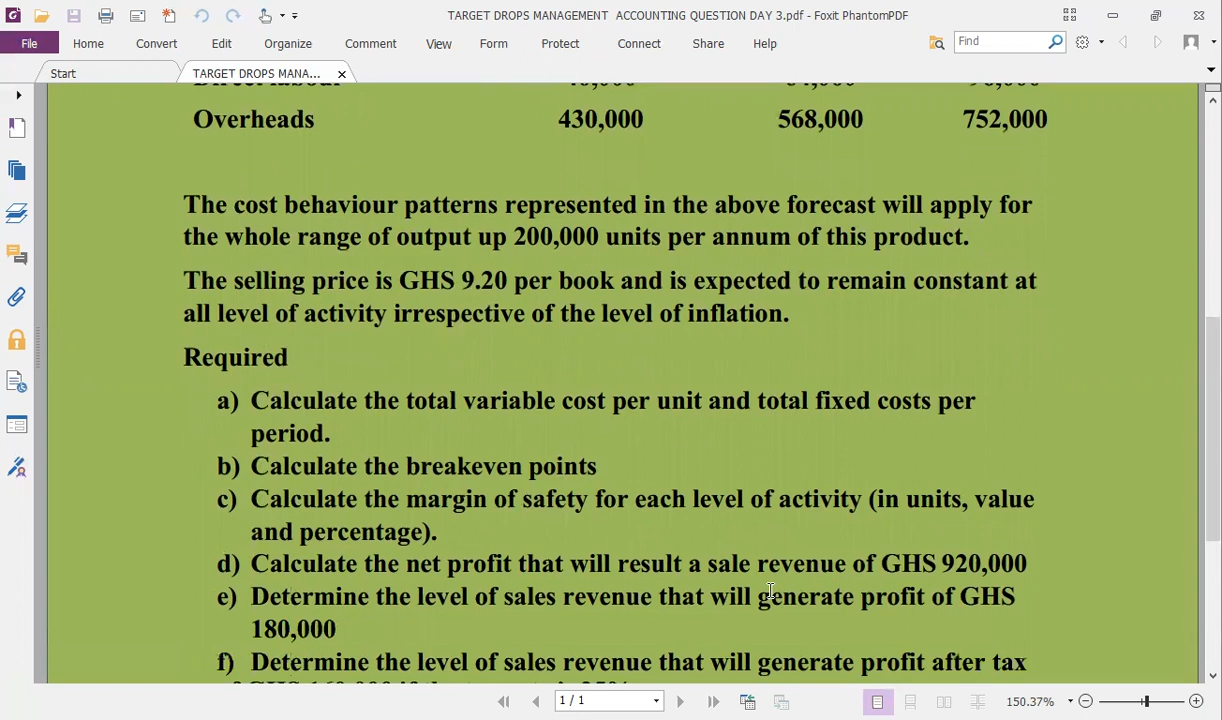 TARGET DROPS MANAGEMENT ACCOUNTING QUESTION DAY 3.pdf - Foxit PhantomPDF
File Home Convert Edit Organize Comment View Form Protect Connect Share Help Find
Start TARGET DROPS MANA...
Direct labour
Overheads 430,000 568,000 752,000
The cost behaviour patterns represented in the above forecast will apply for
the whole range of output up 200,000 units per annum of this product.
The selling price is GHS 9.20 per book and is expected to remain constant at
all level of activity irrespective of the level of inflation.
Required
a) Calculate the total variable cost per unit and total fixed costs per
period.
b) Calculate the breakeven points
c) Calculate the margin of safety for each level of activity (in units, value
and percentage).
d) Calculate the net profit that will result a sale revenue of GHS 920,000
e) Determine the level of sales revenue that will generate profit of GHS
180,000
f) Determine the level of sales revenue that will generate profit after tax
1 / 1 150.37%